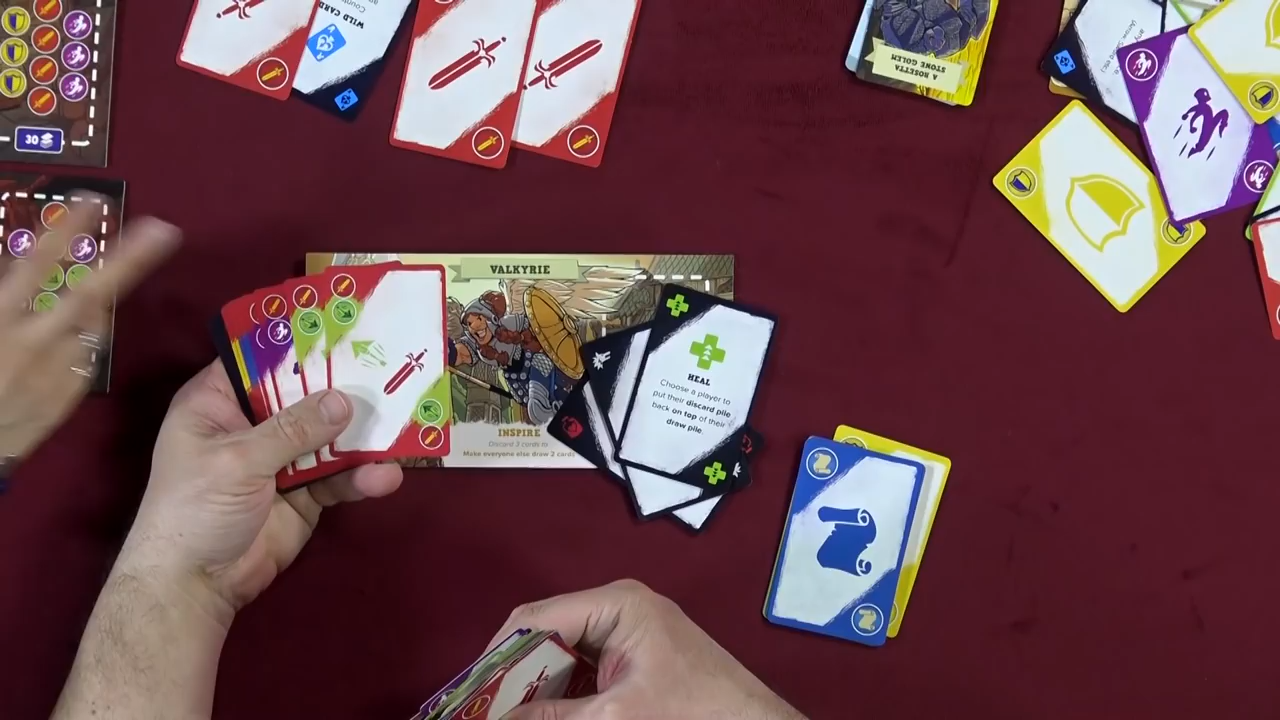 30
WILD CARD
A ROSETTA
STONE GOLEM
VALKYRIE
HEAL
Choose a player to
put their discard pile
back on top of their
draw pile.
INSPIRE
Discard 3 cards to
Make everyone else draw 2 cards